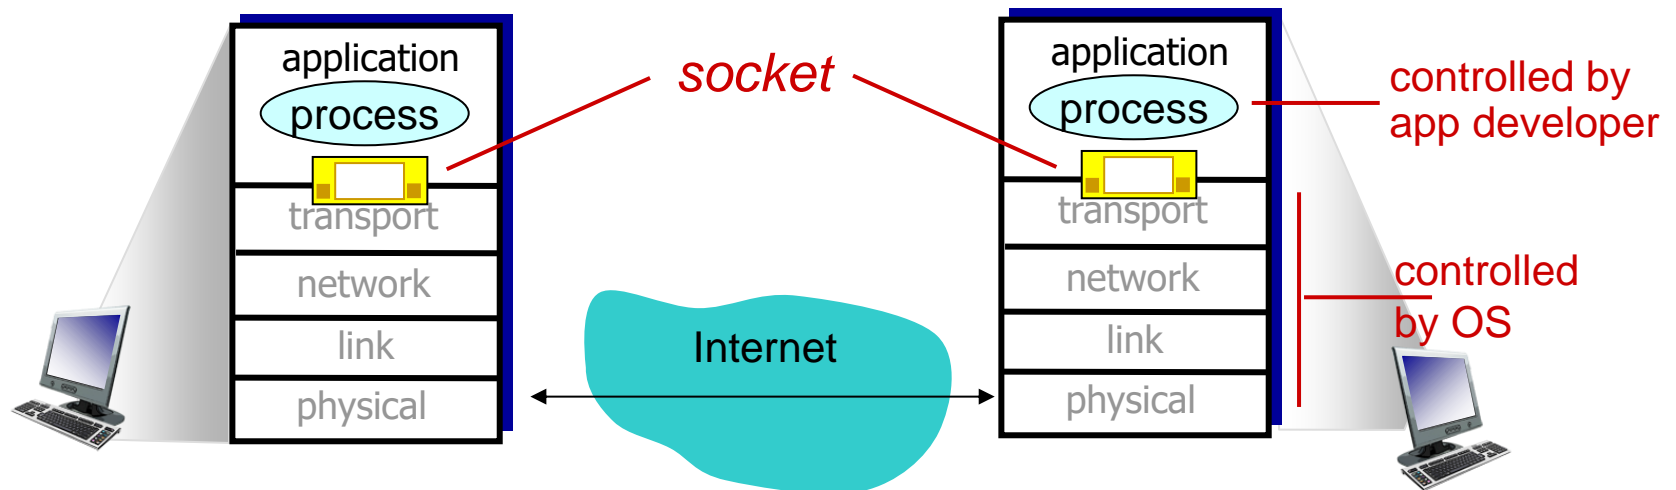 application
process
transport
network
link
physical
socket
Internet
application
process
transport
network
link
physical
controlled by
app developer
controlled
by OS